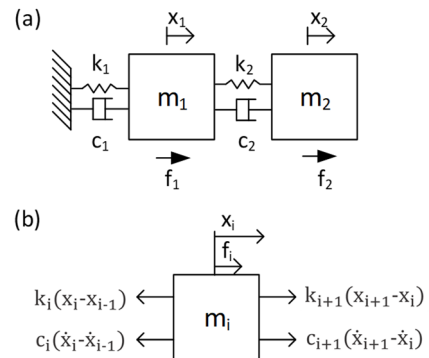 (a)
x₁ x₂
k₁ k₂
m₁ m₂
c₁ c₂
f₁ f₂
(b)
xᵢ
fᵢ
kᵢ(xᵢ-xᵢ₋₁) kᵢ₊₁(xᵢ₊₁-xᵢ)
mᵢ
cᵢ(ẋᵢ-ẋᵢ₋₁) cᵢ₊₁(ẋᵢ₊₁-ẋᵢ)